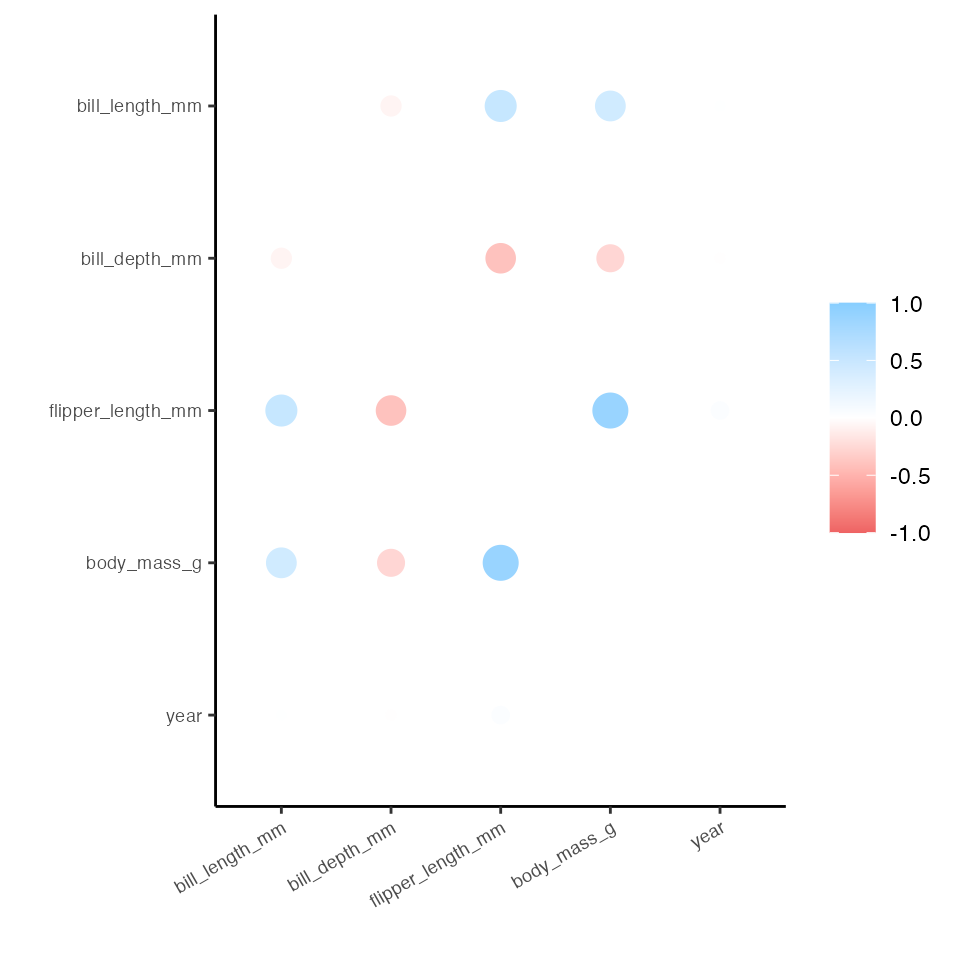 bill_length_mm
bill_depth_mm
flipper_length_mm
body_mass_g
year
1.0
0.5
0.0
-0.5
-1.0
bill_length_mm
bill_depth_mm
flipper_length_mm
body_mass_g
year